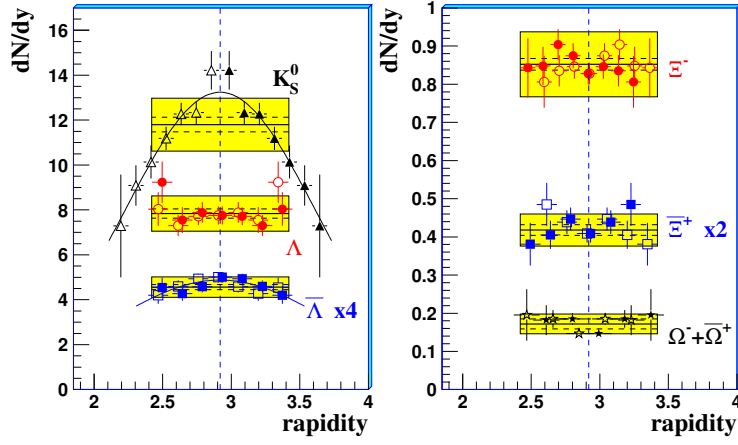 dN/dy
16
14
12
10
8
6
4
2
0
K⁰_S
Λ
Λ̅ x4
2 2.5 3 3.5 4
rapidity
dN/dy
1
0.9
0.8
0.7
0.6
0.5
0.4
0.3
0.2
0.1
0
Ξ⁻
Ξ̅⁺ x2
Ω⁻+Ω̅⁺
2 2.5 3 3.5 4
rapidity